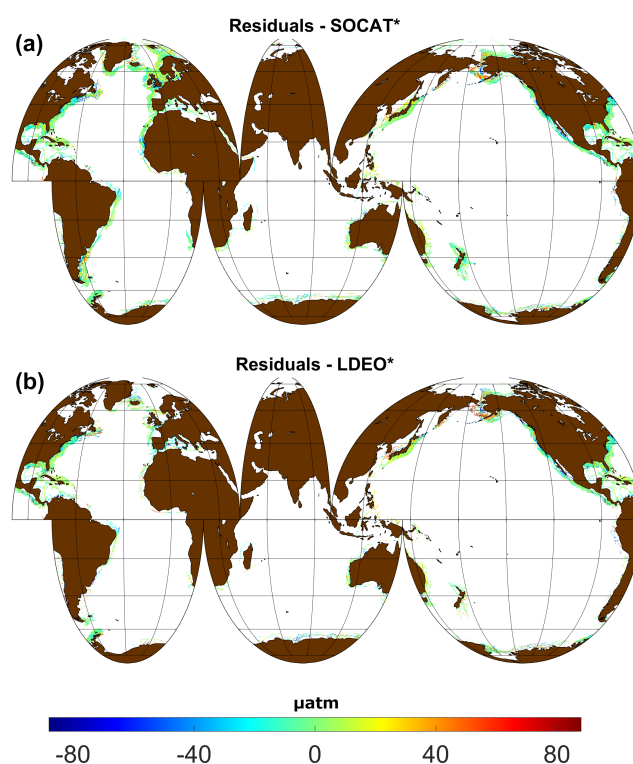 Residuals - SOCAT*
(a)
Residuals - LDEO*
(b)
µatm
-80 -40 0 40 80